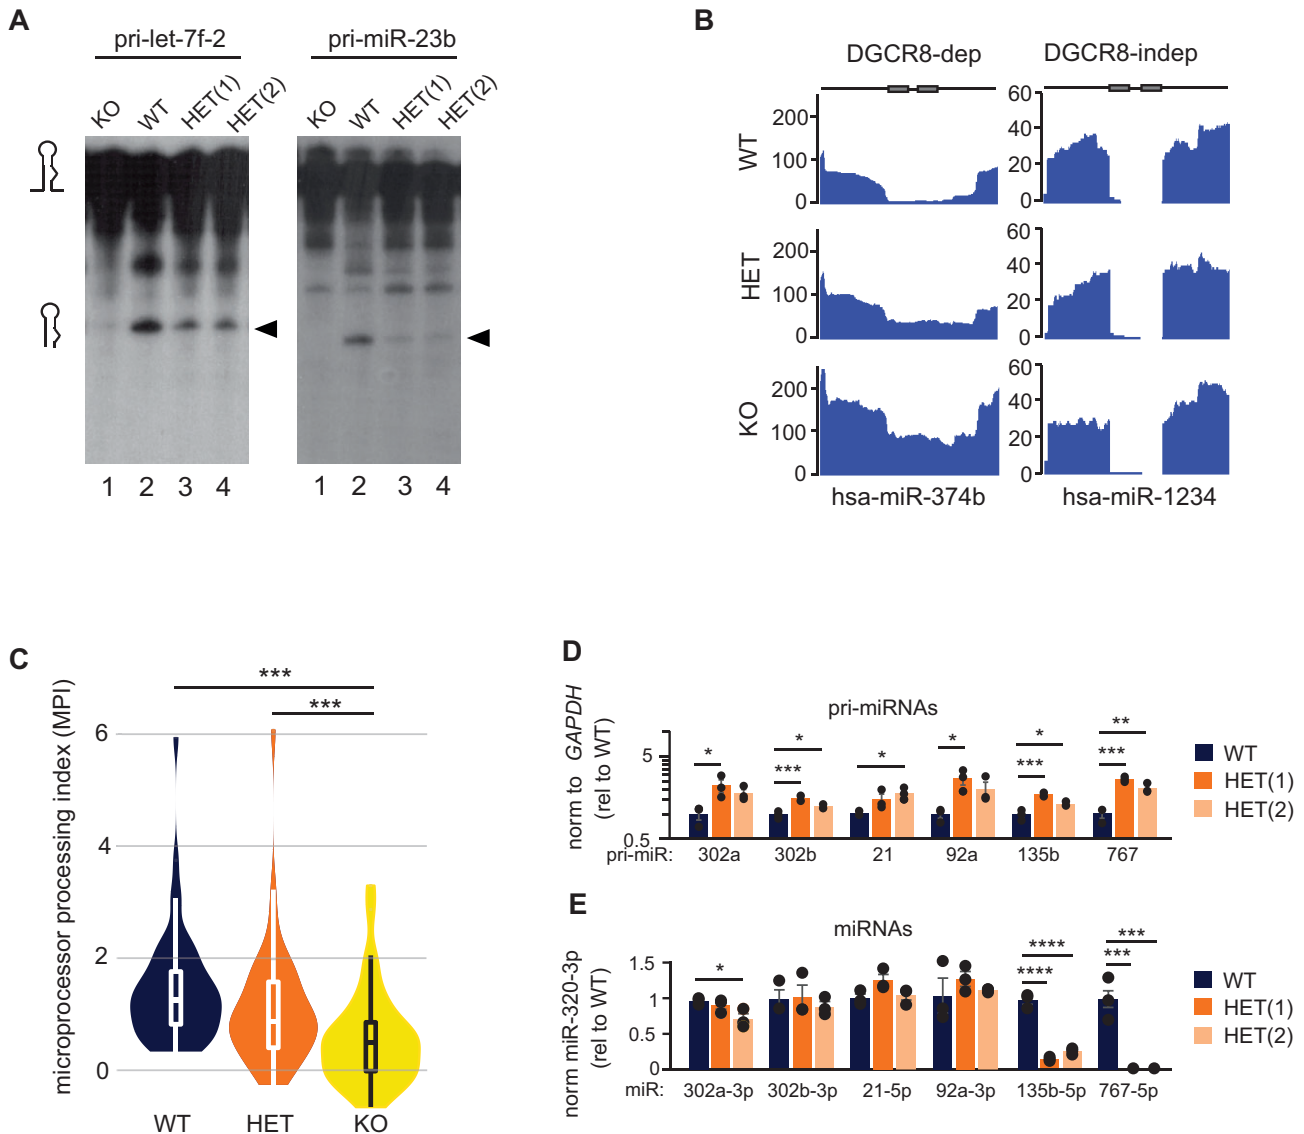 A
pri-let-7f-2
pri-miR-23b
KO
WT
HET(1)
HET(2)
KO
WT
HET(1)
HET(2)
1 2 3 4
1 2 3 4
B
DGCR8-dep
DGCR8-indep
WT
200
100
0
60
40
20
0
HET
200
100
0
60
40
20
0
KO
200
100
0
60
40
20
0
hsa-miR-374b
hsa-miR-1234
C
microprocessor processing index (MPI)
6
4
2
0
***
***
WT
HET
KO
D
pri-miRNAs
norm to GAPDH
(rel to WT)
5
0.5
*
***
*
*
*
***
*
***
**
pri-miR: 302a 302b 21 92a 135b 767
WT
HET(1)
HET(2)
E
miRNAs
norm miR-320-3p
(rel to WT)
1.5
1
0.5
0
*
****
****
***
***
miR: 302a-3p 302b-3p 21-5p 92a-3p 135b-5p 767-5p
WT
HET(1)
HET(2)